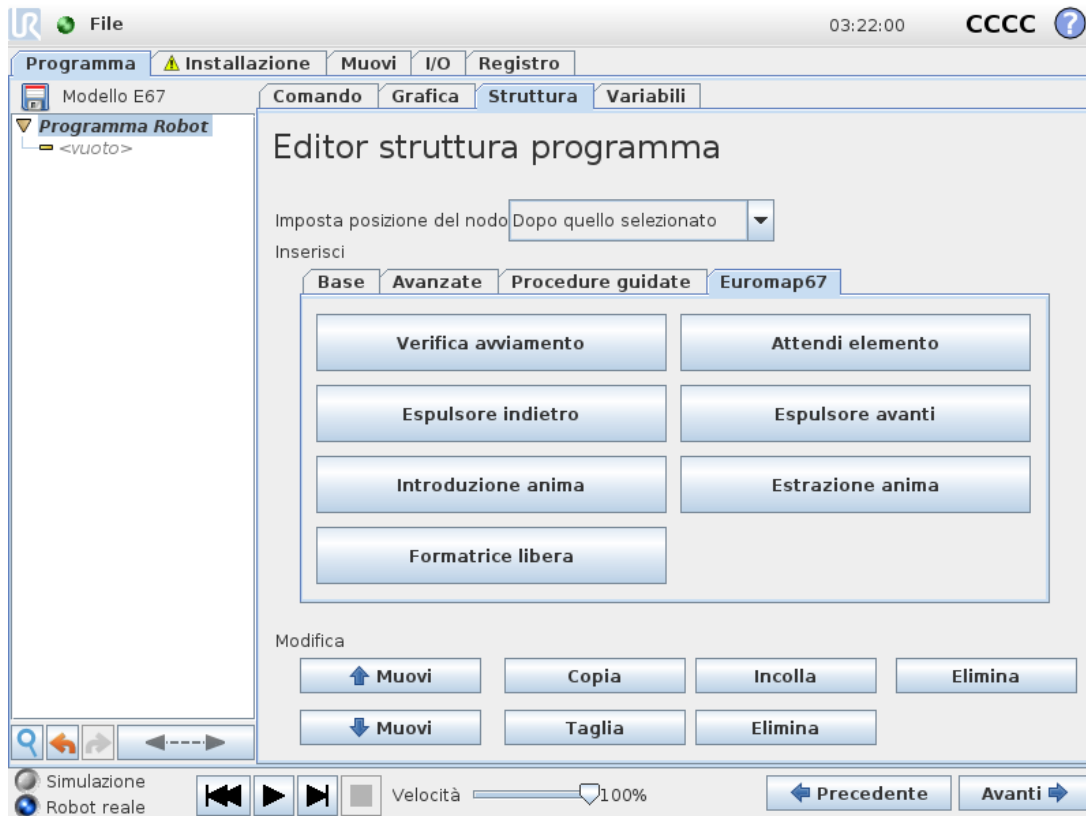 UR File 03:22:00 CCCC ?
Programma Installazione Muovi I/O Registro
Modello E67 Comando Grafica Struttura Variabili
Programma Robot
<vuoto>
Editor struttura programma
Imposta posizione del nodo Dopo quello selezionato
Inserisci
Base Avanzate Procedure guidate Euromap67
Verifica avviamento Attendi elemento
Espulsore indietro Espulsore avanti
Introduzione anima Estrazione anima
Formatrice libera
Modifica
Muovi Copia Incolla Elimina
Muovi Taglia Elimina
Simulazione
Robot reale
Velocità 100% Precedente Avanti